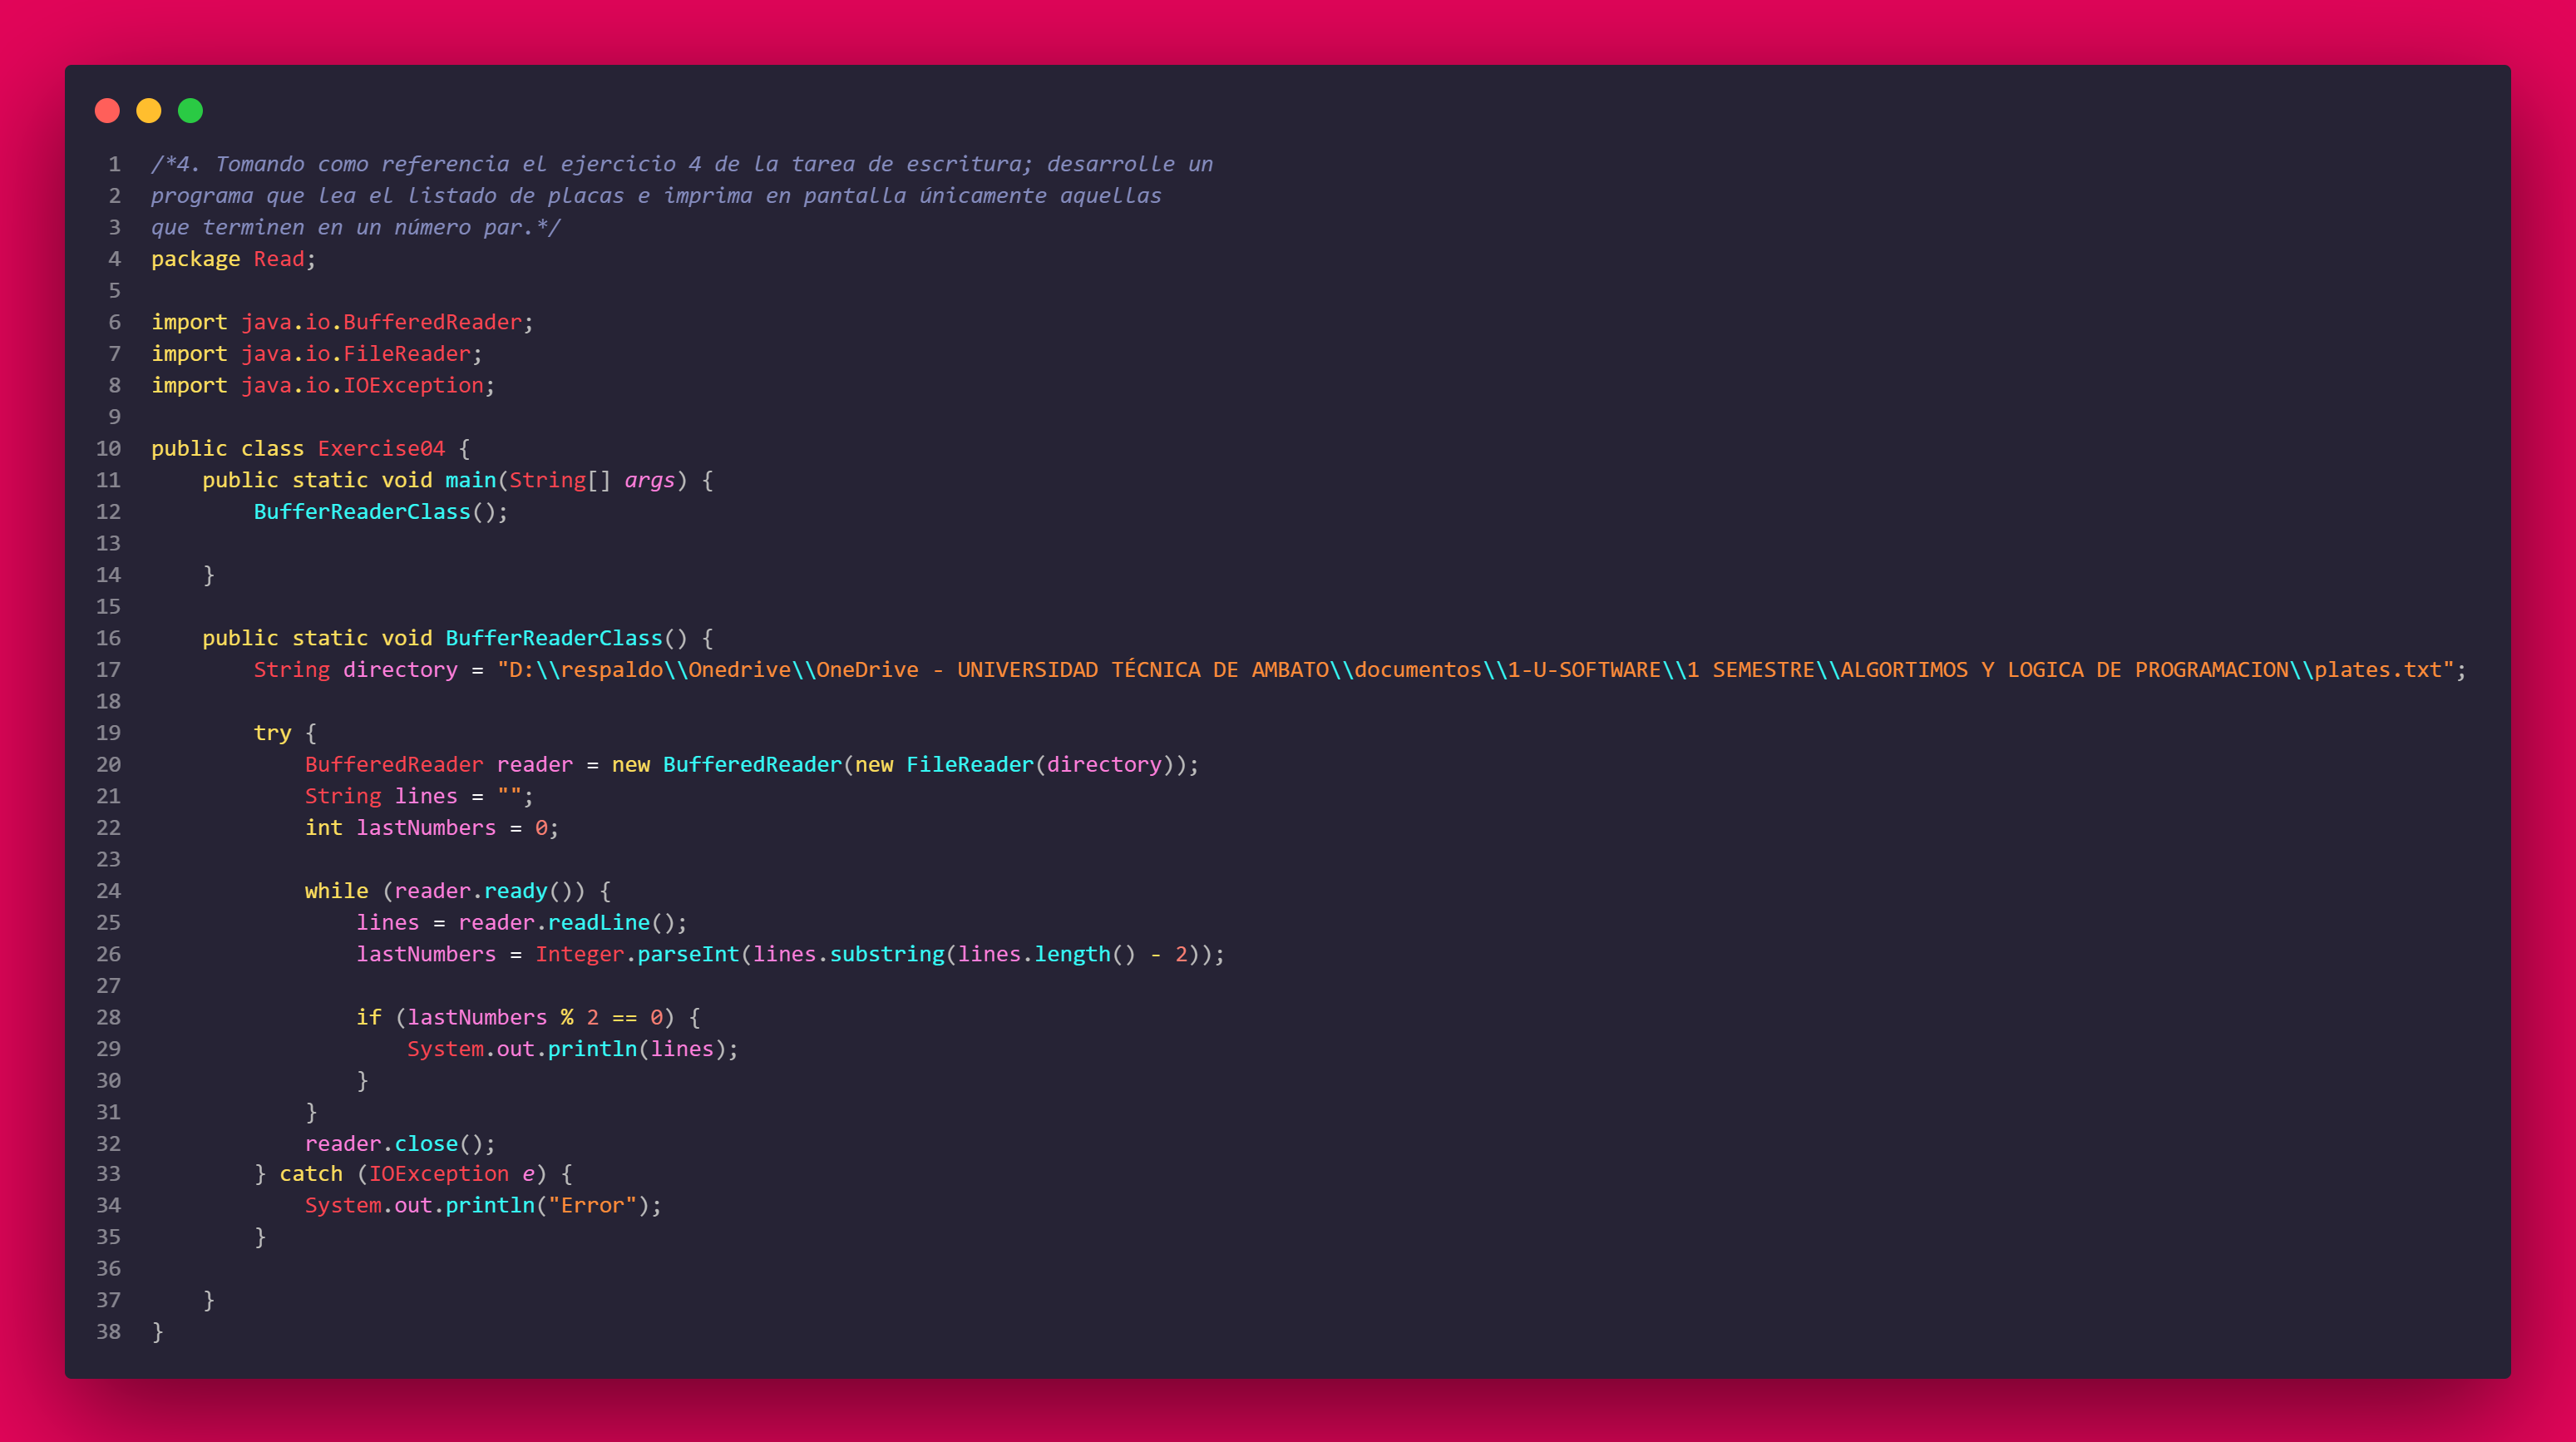 1 /*4. Tomando como referencia el ejercicio 4 de la tarea de escritura; desarrolle un
2 programa que lea el listado de placas e imprima en pantalla únicamente aquellas
3 que terminen en un número par.*/
4 package Read;
5
6 import java.io.BufferedReader;
7 import java.io.FileReader;
8 import java.io.IOException;
9
10 public class Exercise04 {
11     public static void main(String[] args) {
12         BufferReaderClass();
13
14     }
15
16     public static void BufferReaderClass() {
17         String directory = "D:\\respaldo\\Onedrive\\OneDrive - UNIVERSIDAD TÉCNICA DE AMBATO\\documentos\\1-U-SOFTWARE\\1 SEMESTRE\\ALGORTIMOS Y LOGICA DE PROGRAMACION\\plates.txt";
18
19         try {
20             BufferedReader reader = new BufferedReader(new FileReader(directory));
21             String lines = "";
22             int lastNumbers = 0;
23
24             while (reader.ready()) {
25                 lines = reader.readLine();
26                 lastNumbers = Integer.parseInt(lines.substring(lines.length() - 2));
27
28                 if (lastNumbers % 2 == 0) {
29                     System.out.println(lines);
30                 }
31             }
32             reader.close();
33         } catch (IOException e) {
34             System.out.println("Error");
35         }
36
37     }
38 }